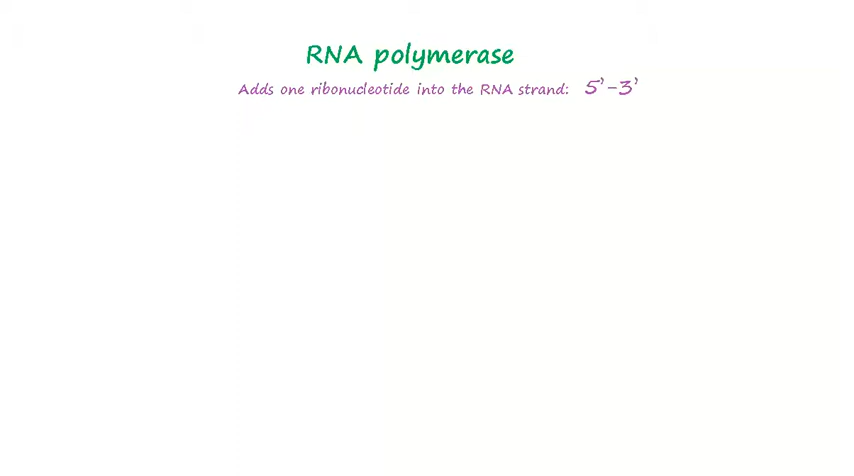 RNA polymerase
Adds one ribonucleotide into the RNA strand: 5’-3’